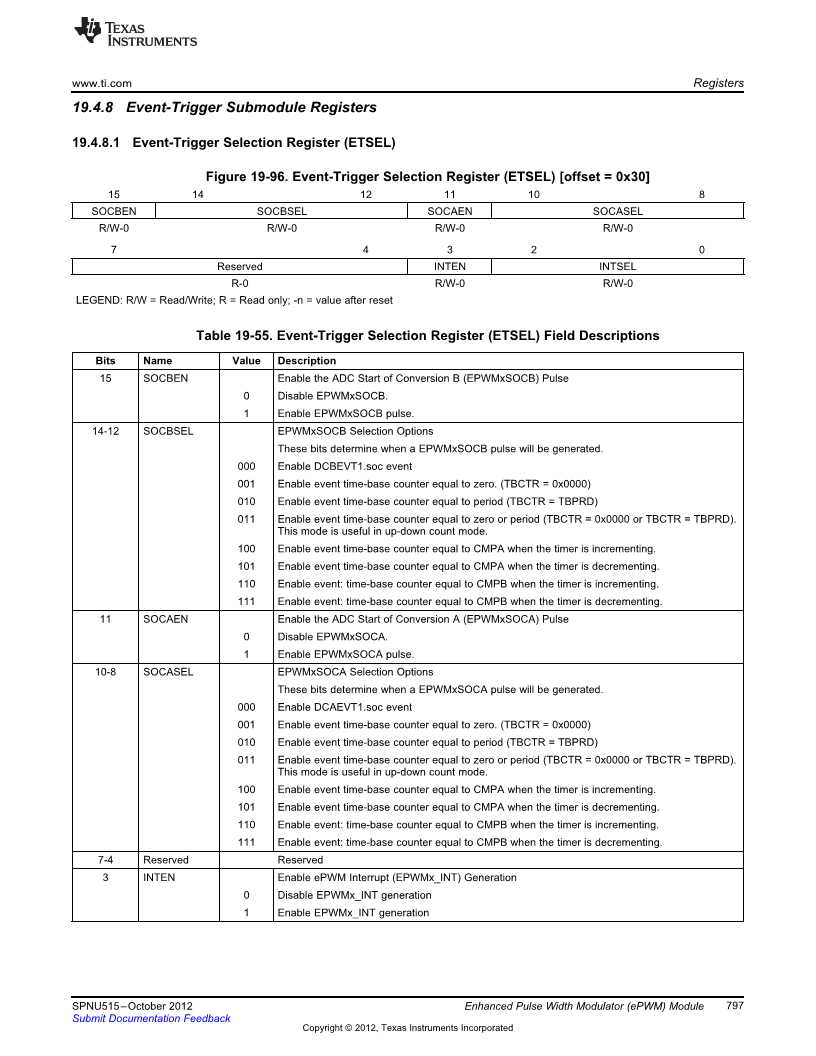 TEXAS
INSTRUMENTS
www.ti.com Registers
19.4.8 Event-Trigger Submodule Registers
19.4.8.1 Event-Trigger Selection Register (ETSEL)
Figure 19-96. Event-Trigger Selection Register (ETSEL) [offset = 0x30]
15 14 12 11 10 8
SOCBEN SOCBSEL SOCAEN SOCASEL
R/W-0 R/W-0 R/W-0 R/W-0
7 4 3 2 0
Reserved INTEN INTSEL
R-0 R/W-0 R/W-0
LEGEND: R/W = Read/Write; R = Read only; -n = value after reset
Table 19-55. Event-Trigger Selection Register (ETSEL) Field Descriptions
Bits Name Value Description
15 SOCBEN Enable the ADC Start of Conversion B (EPWMxSOCB) Pulse
0 Disable EPWMxSOCB.
1 Enable EPWMxSOCB pulse.
14-12 SOCBSEL EPWMxSOCB Selection Options
These bits determine when a EPWMxSOCB pulse will be generated.
000 Enable DCBEVT1.soc event
001 Enable event time-base counter equal to zero. (TBCTR = 0x0000)
010 Enable event time-base counter equal to period (TBCTR = TBPRD)
011 Enable event time-base counter equal to zero or period (TBCTR = 0x0000 or TBCTR = TBPRD).
This mode is useful in up-down count mode.
100 Enable event time-base counter equal to CMPA when the timer is incrementing.
101 Enable event time-base counter equal to CMPA when the timer is decrementing.
110 Enable event: time-base counter equal to CMPB when the timer is incrementing.
111 Enable event: time-base counter equal to CMPB when the timer is decrementing.
11 SOCAEN Enable the ADC Start of Conversion A (EPWMxSOCA) Pulse
0 Disable EPWMxSOCA.
1 Enable EPWMxSOCA pulse.
10-8 SOCASEL EPWMxSOCA Selection Options
These bits determine when a EPWMxSOCA pulse will be generated.
000 Enable DCAEVT1.soc event
001 Enable event time-base counter equal to zero. (TBCTR = 0x0000)
010 Enable event time-base counter equal to period (TBCTR = TBPRD)
011 Enable event time-base counter equal to zero or period (TBCTR = 0x0000 or TBCTR = TBPRD).
This mode is useful in up-down count mode.
100 Enable event time-base counter equal to CMPA when the timer is incrementing.
101 Enable event time-base counter equal to CMPA when the timer is decrementing.
110 Enable event: time-base counter equal to CMPB when the timer is incrementing.
111 Enable event: time-base counter equal to CMPB when the timer is decrementing.
7-4 Reserved Reserved
3 INTEN Enable ePWM Interrupt (EPWMx_INT) Generation
0 Disable EPWMx_INT generation
1 Enable EPWMx_INT generation
SPNU515–October 2012 Enhanced Pulse Width Modulator (ePWM) Module 797
Submit Documentation Feedback
Copyright © 2012, Texas Instruments Incorporated